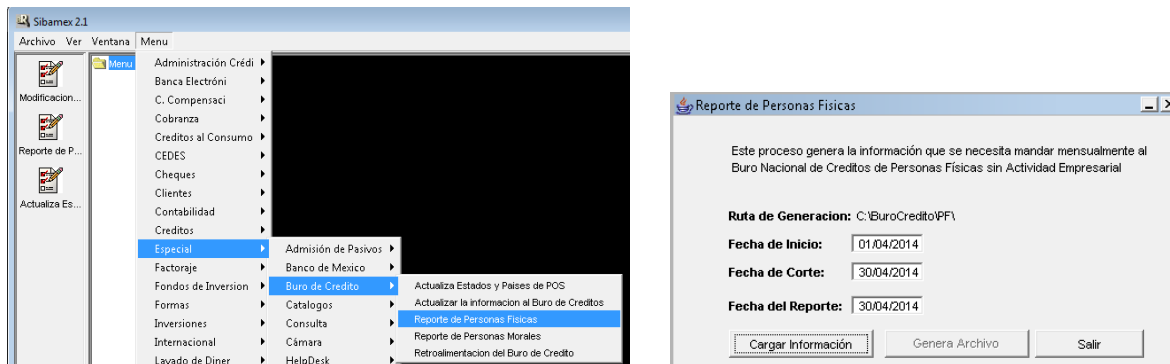 Sibamex 2.1
Archivo Ver Ventana Menu
Modificacion...
Reporte de P...
Actualiza Es...
Menu
Administración Crédi
Banca Electróni
C. Compensaci
Cobranza
Creditos al Consumo
CEDES
Cheques
Clientes
Contabilidad
Creditos
Especial
Factoraje
Fondos de Inversion
Formas
Inversiones
Internacional
Lavado de Diner
Admisión de Pasivos
Banco de Mexico
Buro de Credito
Catalogos
Consulta
Cámara
HelpDesk
Actualiza Estados y Paises de POS
Actualizar la informacion al Buro de Creditos
Reporte de Personas Fisicas
Reporte de Personas Morales
Retroalimentacion del Buro de Credito
Reporte de Personas Fisicas
Este proceso genera la información que se necesita mandar mensualmente al
Buro Nacional de Creditos de Personas Físicas sin Actividad Empresarial
Ruta de Generacion: C:\BuroCredito\PF\
Fecha de Inicio: 01/04/2014
Fecha de Corte: 30/04/2014
Fecha del Reporte: 30/04/2014
Cargar Información Genera Archivo Salir